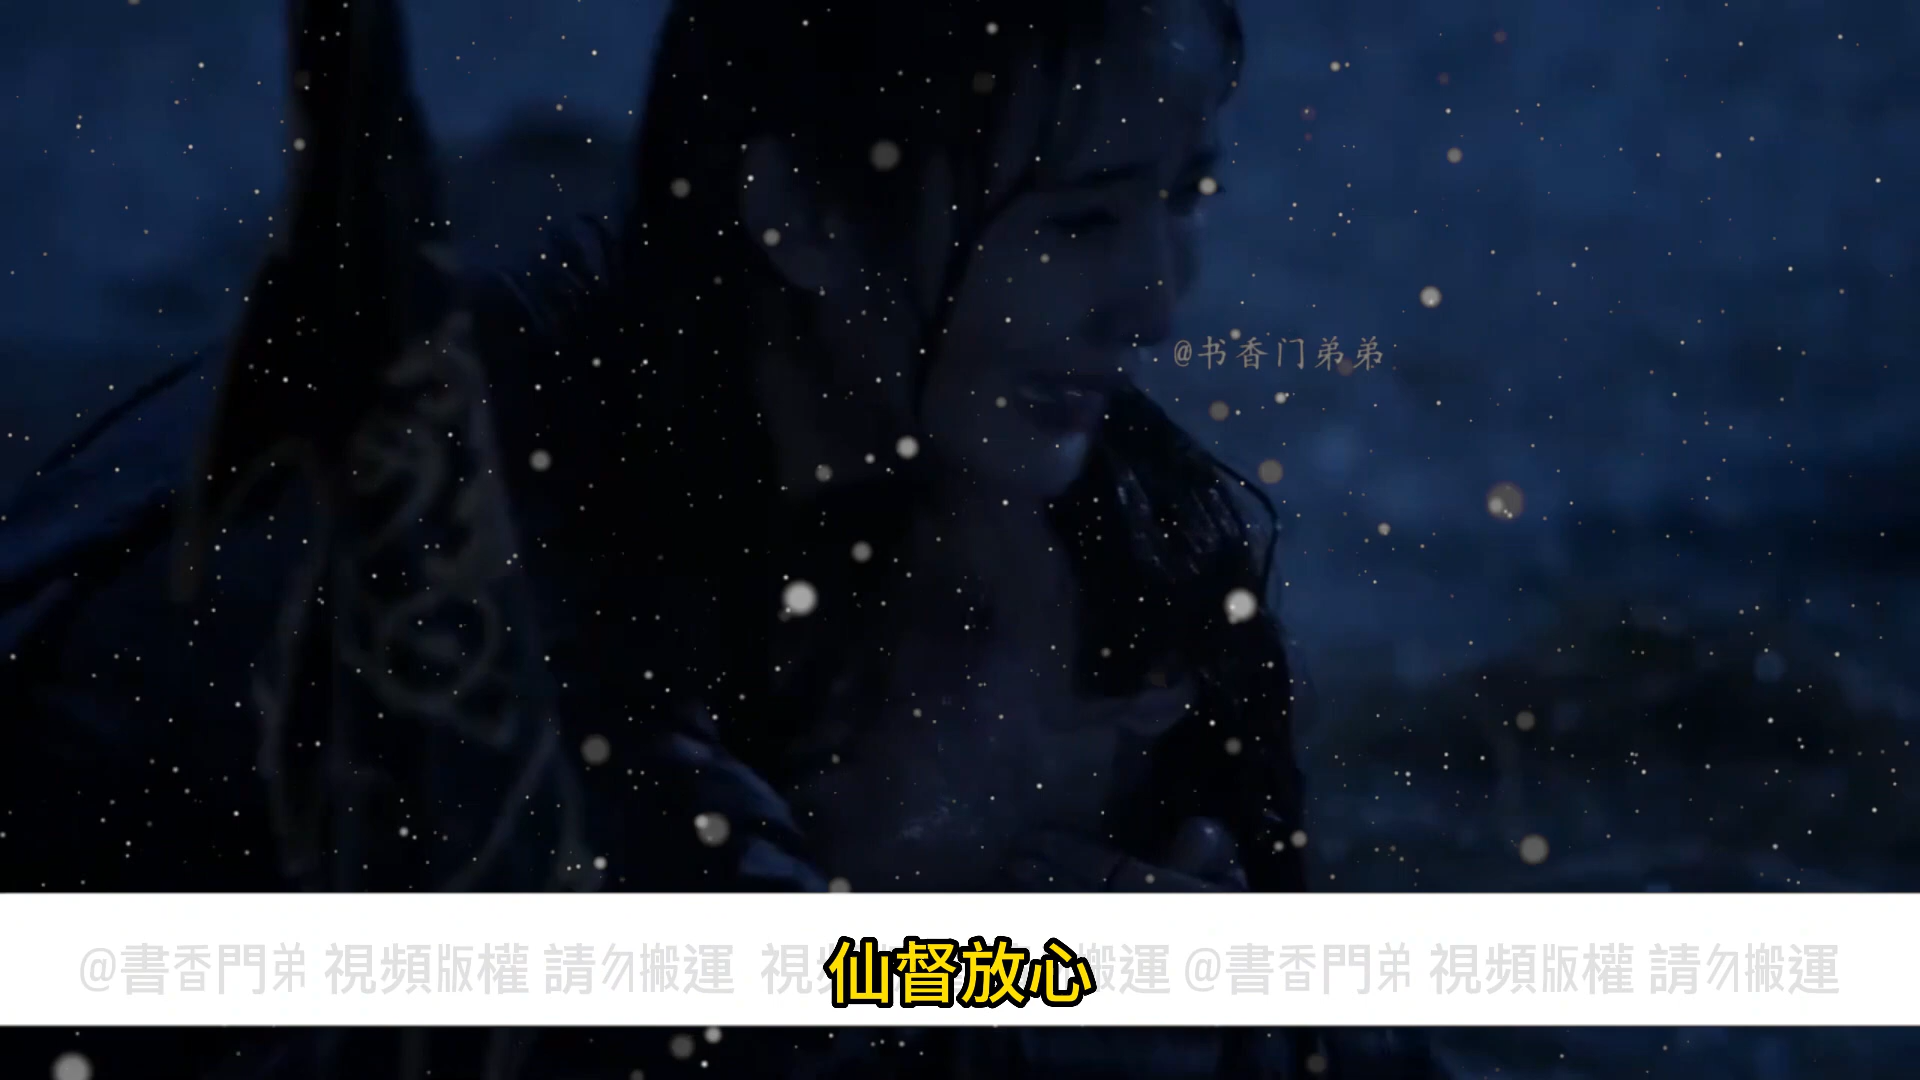 @书香门弟弟
@書香門弟 視頻版權 請勿搬運 視頻 搬運 @書香門弟 視頻版權 請勿搬運
仙督放心